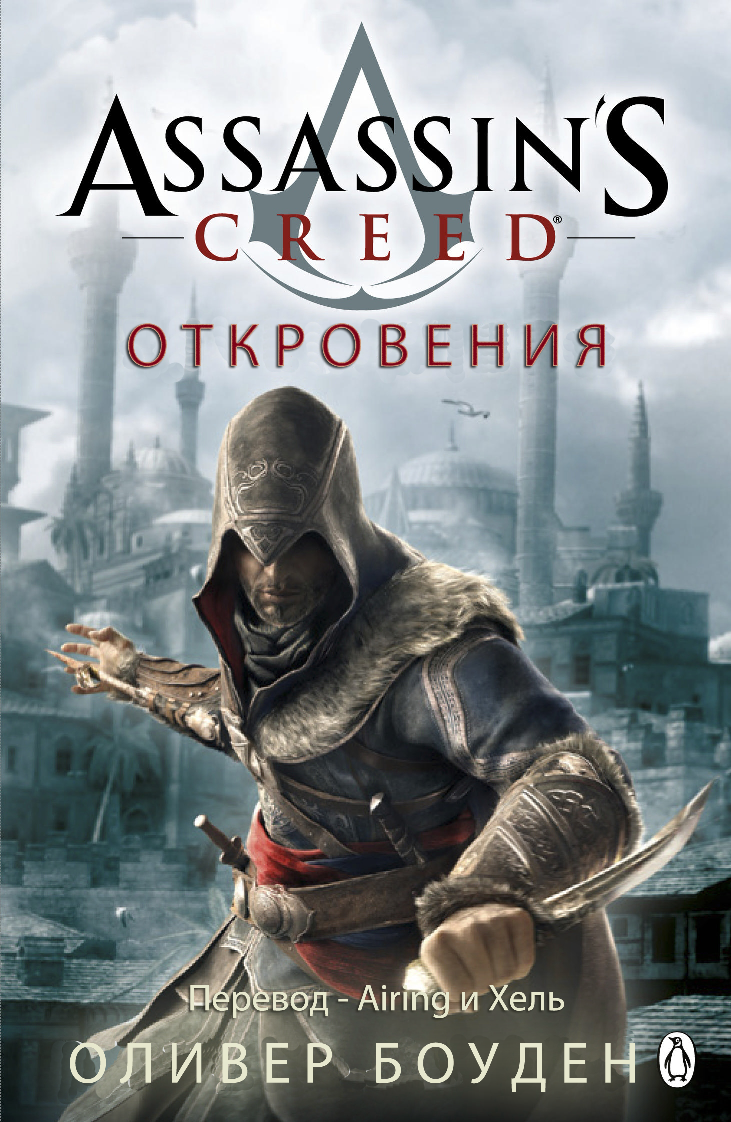 ASSASSIN'S
CREED®
ОТКРОВЕНИЯ
Перевод - Airing и Хель
ОЛИВЕР БОУДЕН